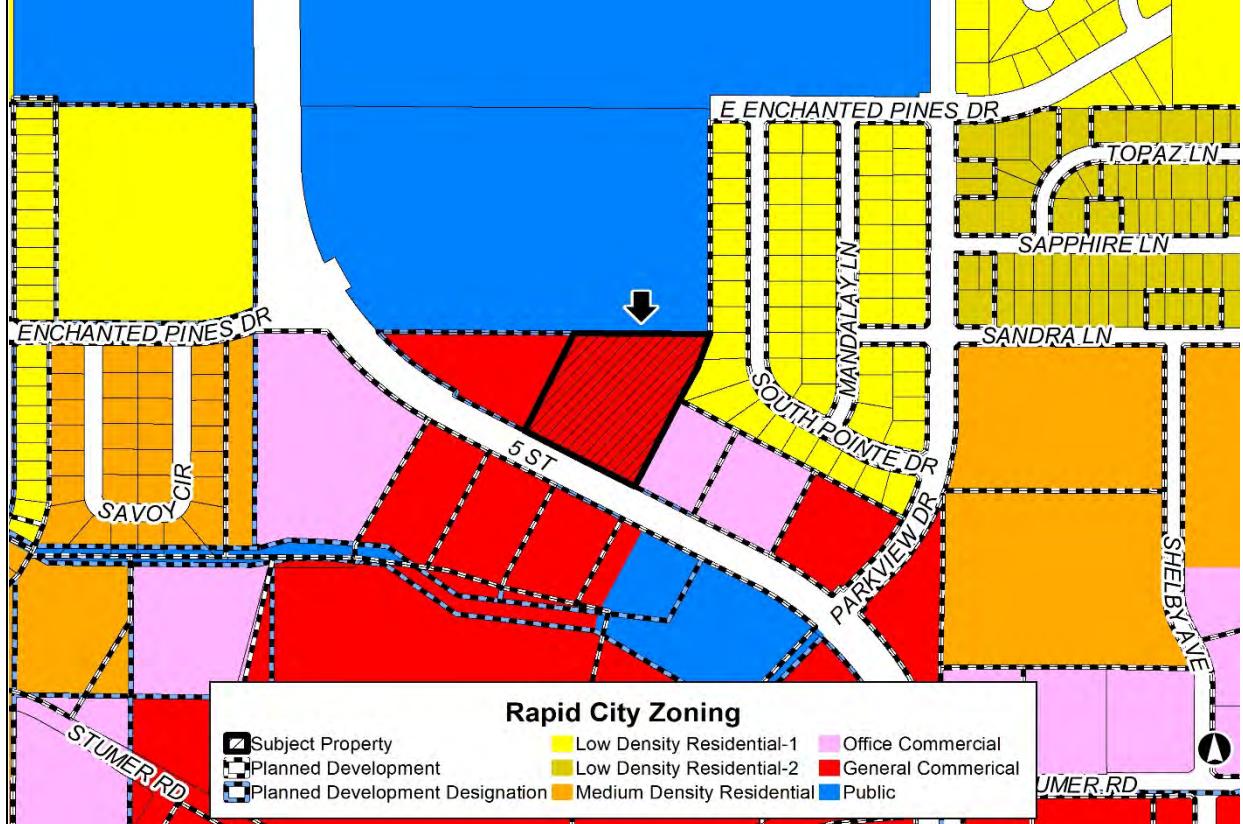 E ENCHANTED PINES DR
TOPAZ LN
SAPPHIRE LN
MANDALAY LN
ENCHANTED PINES DR
SANDRA LN
SOUTH POINTE DR
5 ST
SAVOY CIR
PARKVIEW DR
SHELBY AVE
STUMER RD
UMER RD
Rapid City Zoning
Subject Property
Planned Development
Planned Development Designation
Low Density Residential-1
Low Density Residential-2
Medium Density Residential
Office Commercial
General Commerical
Public